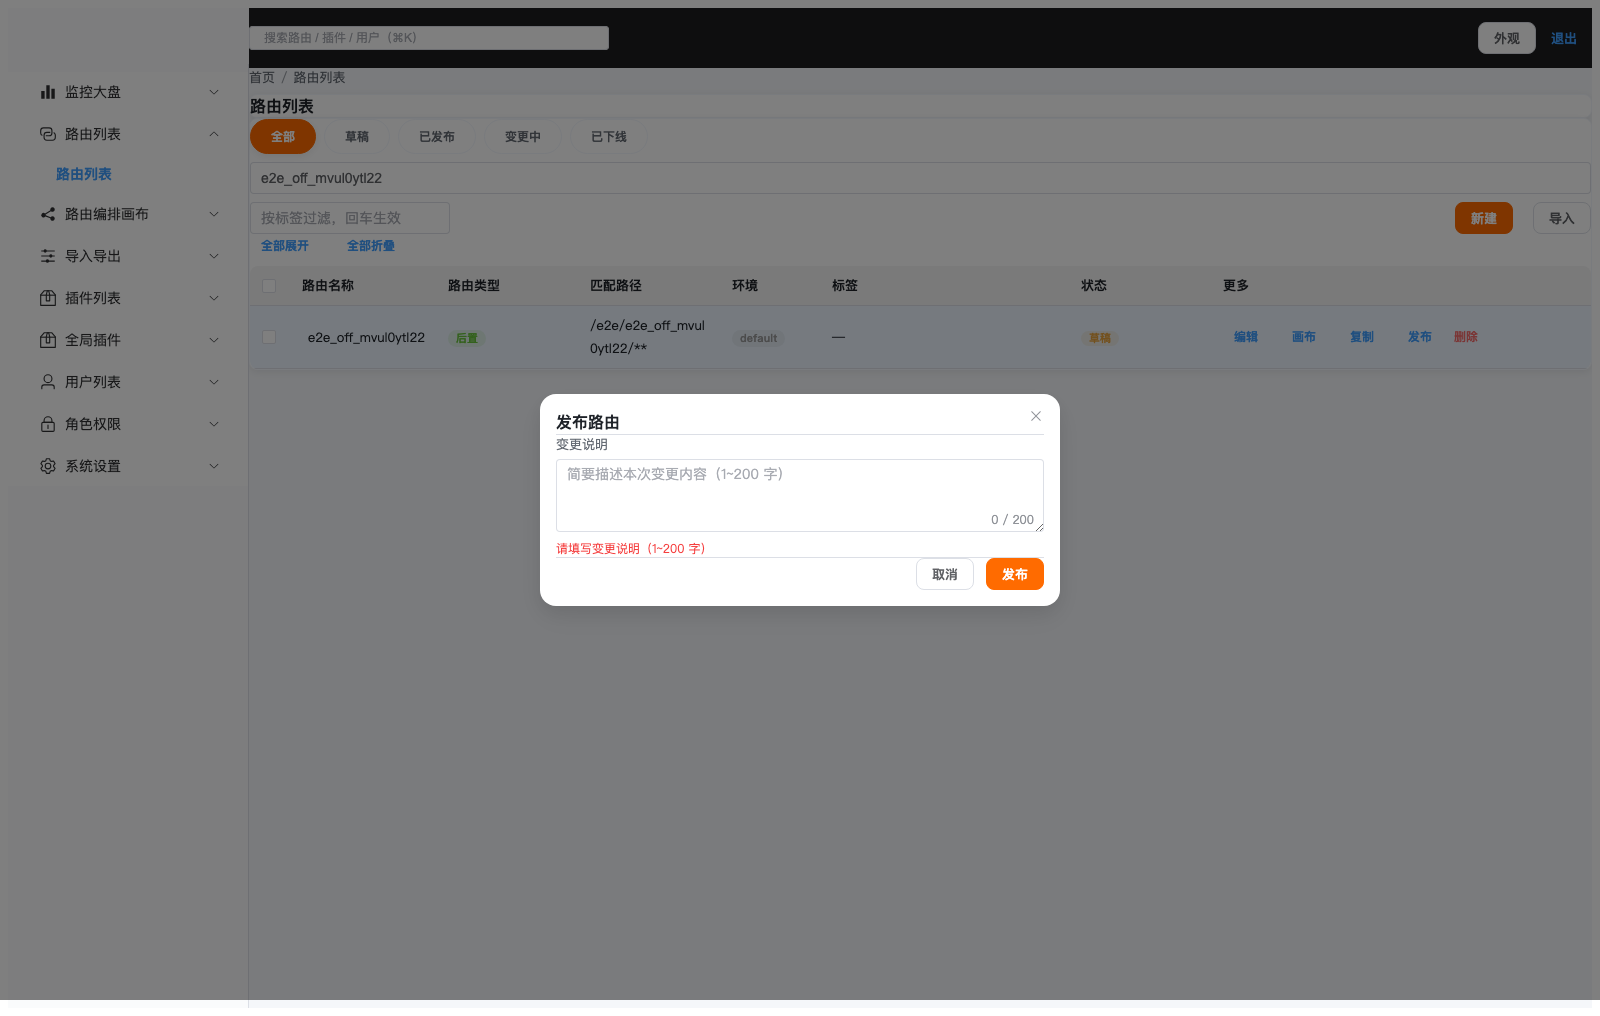 搜索路由 / 插件 / 用户（⌘K）
外观
退出
首页 / 路由列表
监控大盘
路由列表
路由列表
路由编排画布
导入导出
插件列表
全局插件
用户列表
角色权限
系统设置
路由列表
全部
草稿
已发布
变更中
已下线
e2e_off_mvul0ytl22
按标签过滤，回车生效
新建
导入
全部展开
全部折叠
路由名称
路由类型
匹配路径
环境
标签
状态
更多
e2e_off_mvul0ytl22
后置
/e2e/e2e_off_mvul
0ytl22/**
default
—
草稿
编辑
画布
复制
发布
删除
发布路由
变更说明
简要描述本次变更内容（1~200 字）
0 / 200
请填写变更说明（1~200 字）
取消
发布